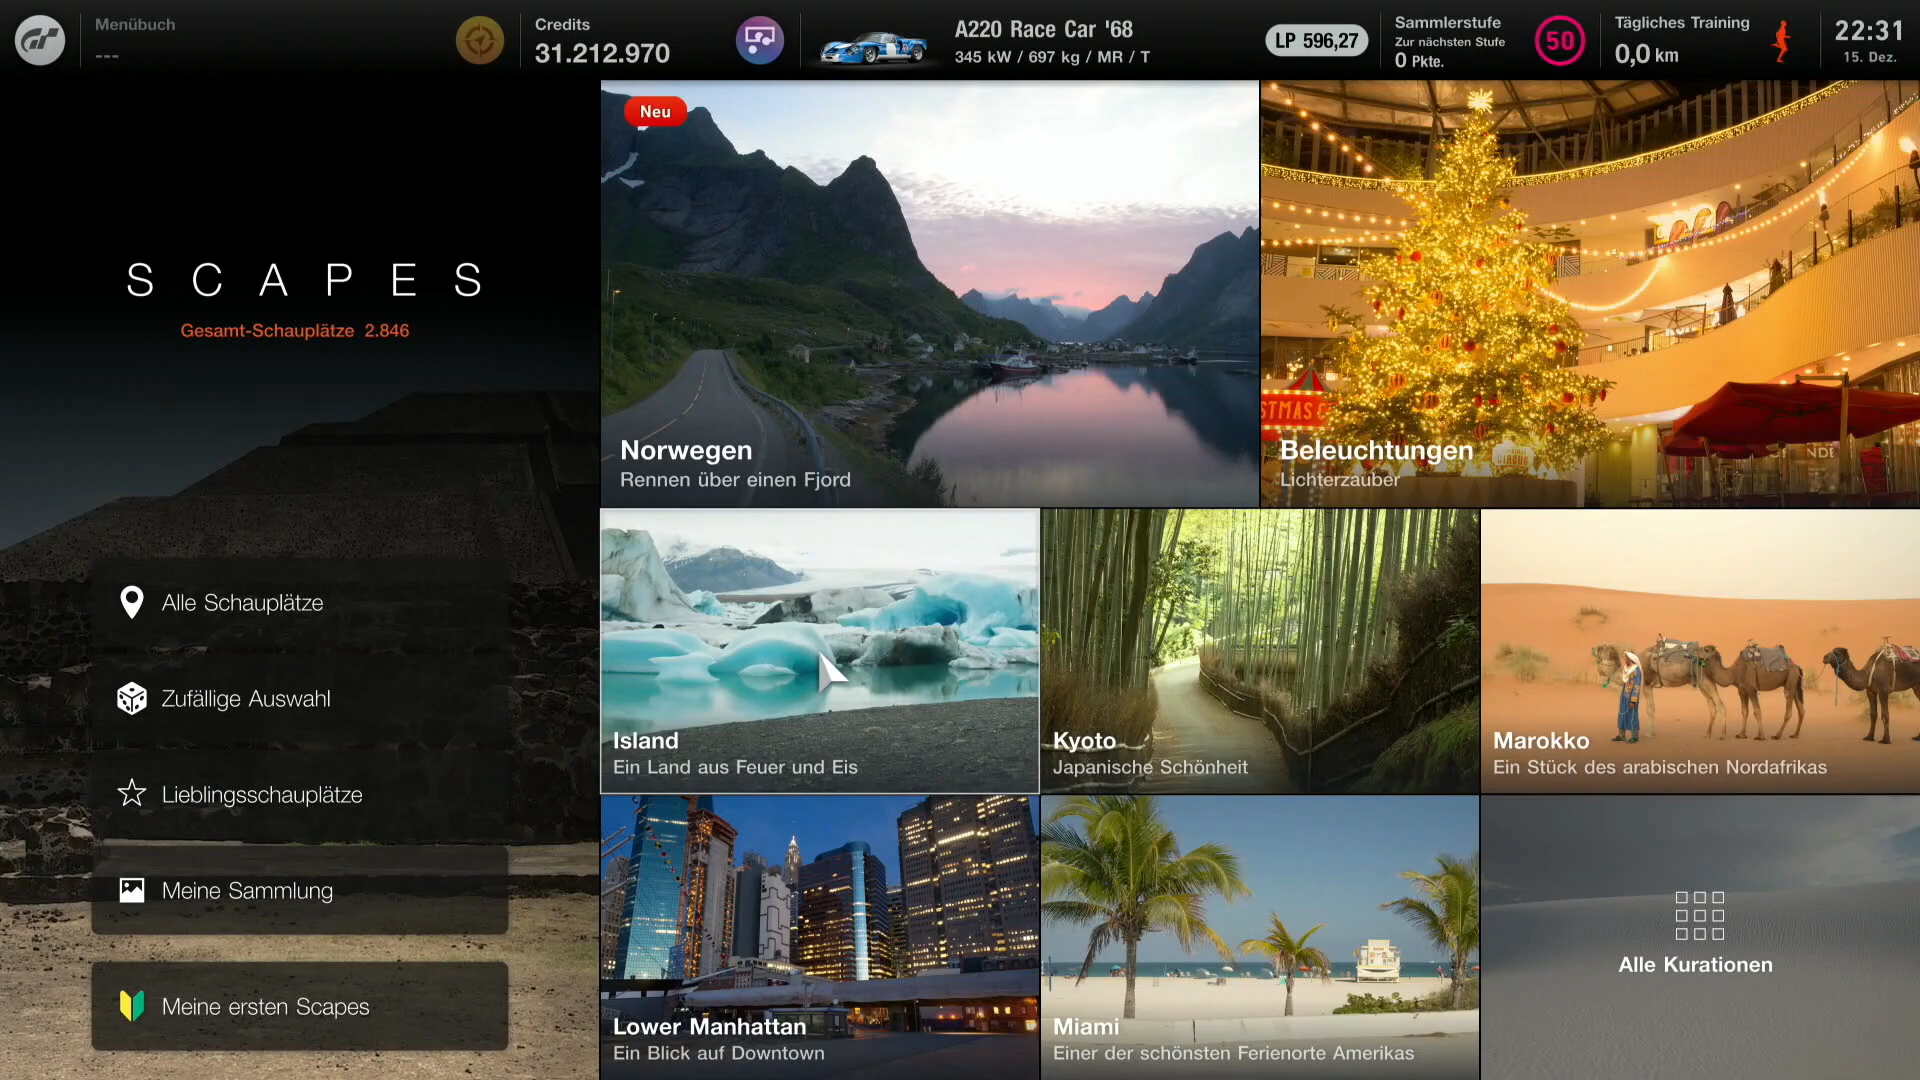 Menübuch
---
Credits
31.212.970
A220 Race Car '68
345 kW / 697 kg / MR / T
LP 596,27
Sammlerstufe
Zur nächsten Stufe
0 Pkte.
50
Tägliches Training
0,0 km
22:31
15. Dez.
SCAPES
Gesamt-Schauplätze 2.846
Alle Schauplätze
Zufällige Auswahl
Lieblingsschauplätze
Meine Sammlung
Meine ersten Scapes
Neu
Norwegen
Rennen über einen Fjord
Beleuchtungen
Lichterzauber
Island
Ein Land aus Feuer und Eis
Kyoto
Japanische Schönheit
Marokko
Ein Stück des arabischen Nordafrikas
Lower Manhattan
Ein Blick auf Downtown
Miami
Einer der schönsten Ferienorte Amerikas
Alle Kurationen